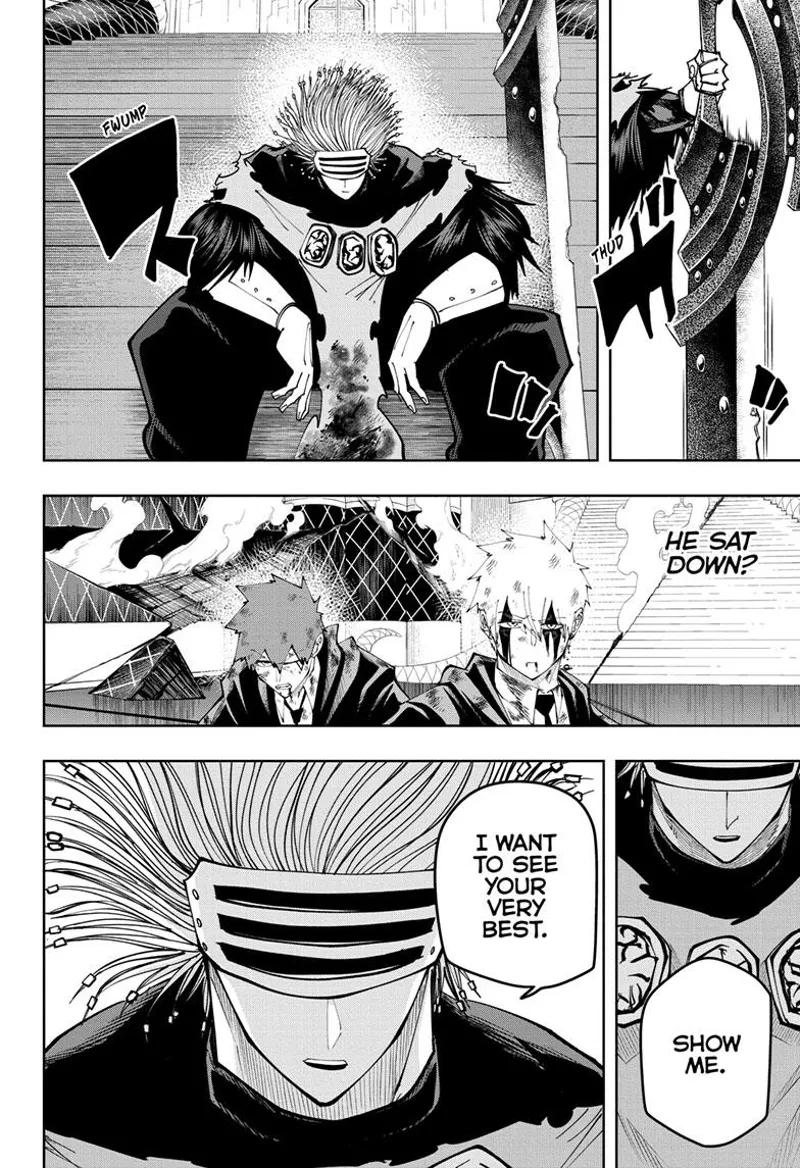 THUD
FWUMP
HE SAT
DOWN?
SHOW
ME.
I WANT
TO SEE
YOUR
VERY
BEST.